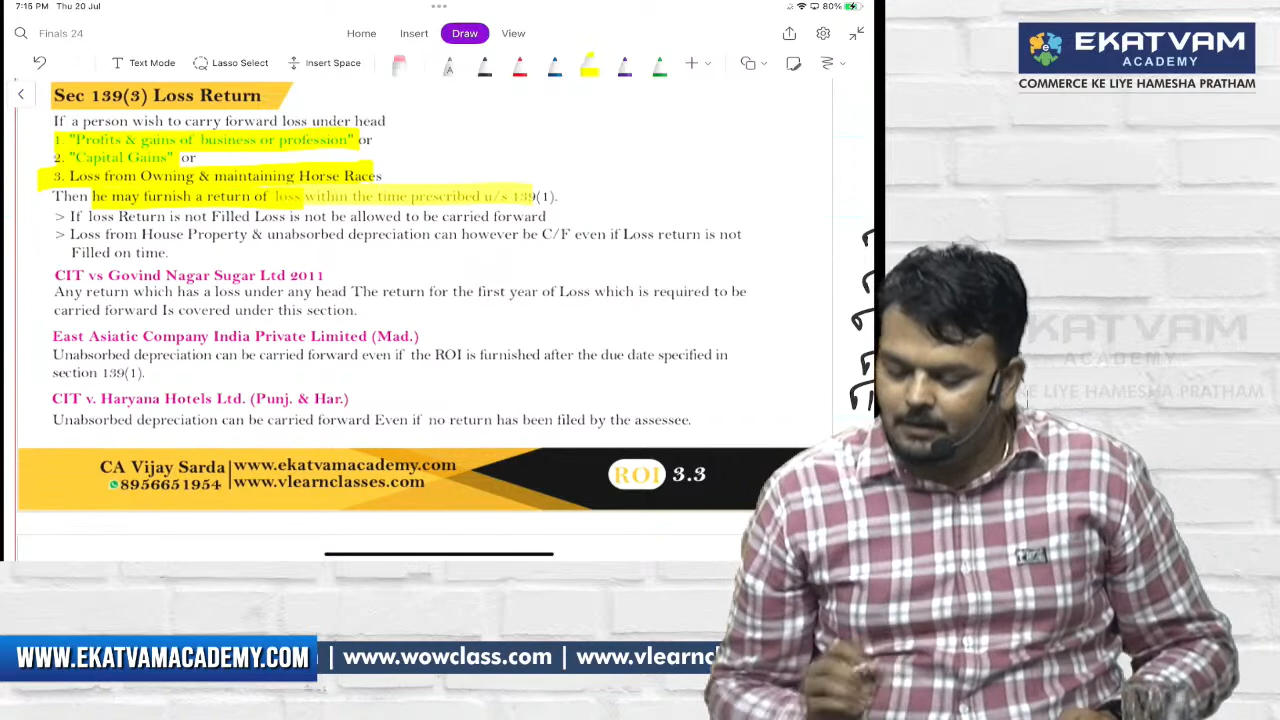 7:15 PM Thu 20 Jul
80%
Finals 24
Home Insert Draw View
Text Mode Lasso Select Insert Space
EKATVAM
ACADEMY
COMMERCE KE LIYE HAMESHA PRATHAM
Sec 139(3) Loss Return
If a person wish to carry forward loss under head
1. "Profits & gains of business or profession" or
2. "Capital Gains" or
3. Loss from Owning & maintaining Horse Races
Then he may furnish a return of loss within the time prescribed u/s 139(1).
> If loss Return is not Filled Loss is not be allowed to be carried forward
> Loss from House Property & unabsorbed depreciation can however be C/F even if Loss return is not
Filled on time.
CIT vs Govind Nagar Sugar Ltd 2011
Any return which has a loss under any head The return for the first year of Loss which is required to be
carried forward Is covered under this section.
East Asiatic Company India Private Limited (Mad.)
Unabsorbed depreciation can be carried forward even if the ROI is furnished after the due date specified in
section 139(1).
CIT v. Haryana Hotels Ltd. (Punj. & Har.)
Unabsorbed depreciation can be carried forward Even if no return has been filed by the assessee.
EKATVAM
ACADEMY
KE LIYE HAMESHA PRATHAM
CA Vijay Sarda | www.ekatvamacademy.com
8956651954 | www.vlearnclasses.com
ROI 3.3
WWW.EKATVAMACADEMY.COM | www.wowclass.com | www.vlearncl